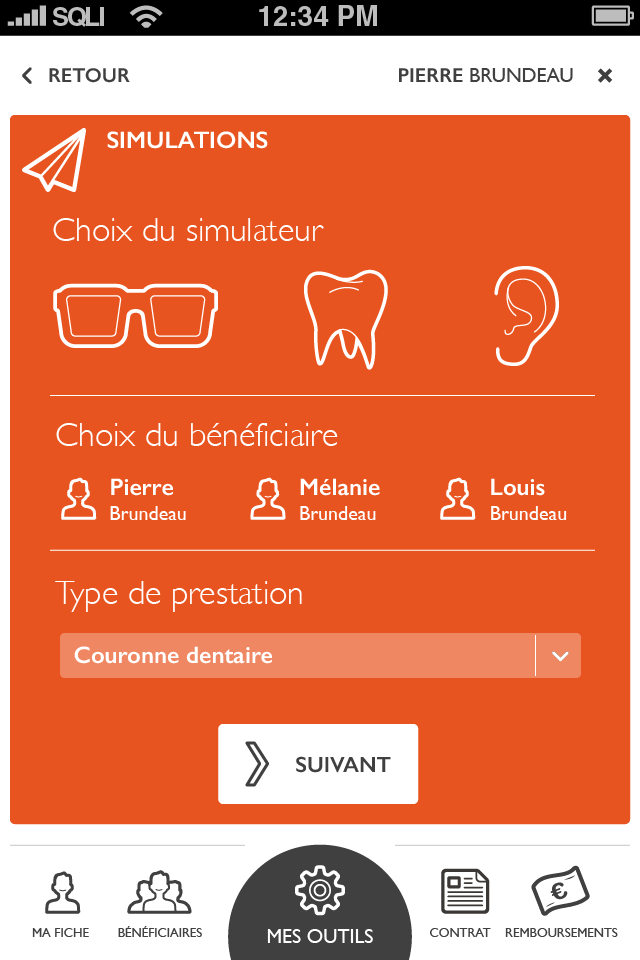 SQLI 12:34 PM
RETOUR
PIERRE BRUNDEAU
SIMULATIONS
Choix du simulateur
Choix du bénéficiaire
Pierre
Brundeau
Mélanie
Brundeau
Louis
Brundeau
Type de prestation
Couronne dentaire
SUIVANT
MA FICHE
BÉNÉFICIAIRES
MES OUTILS
CONTRAT
€
REMBOURSEMENTS